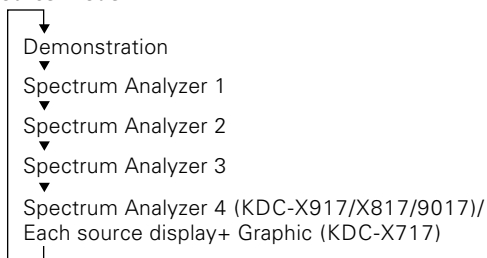 Demonstration
Spectrum Analyzer 1
Spectrum Analyzer 2
Spectrum Analyzer 3
Spectrum Analyzer 4 (KDC-X917/X817/9017)/
Each source display+ Graphic (KDC-X717)